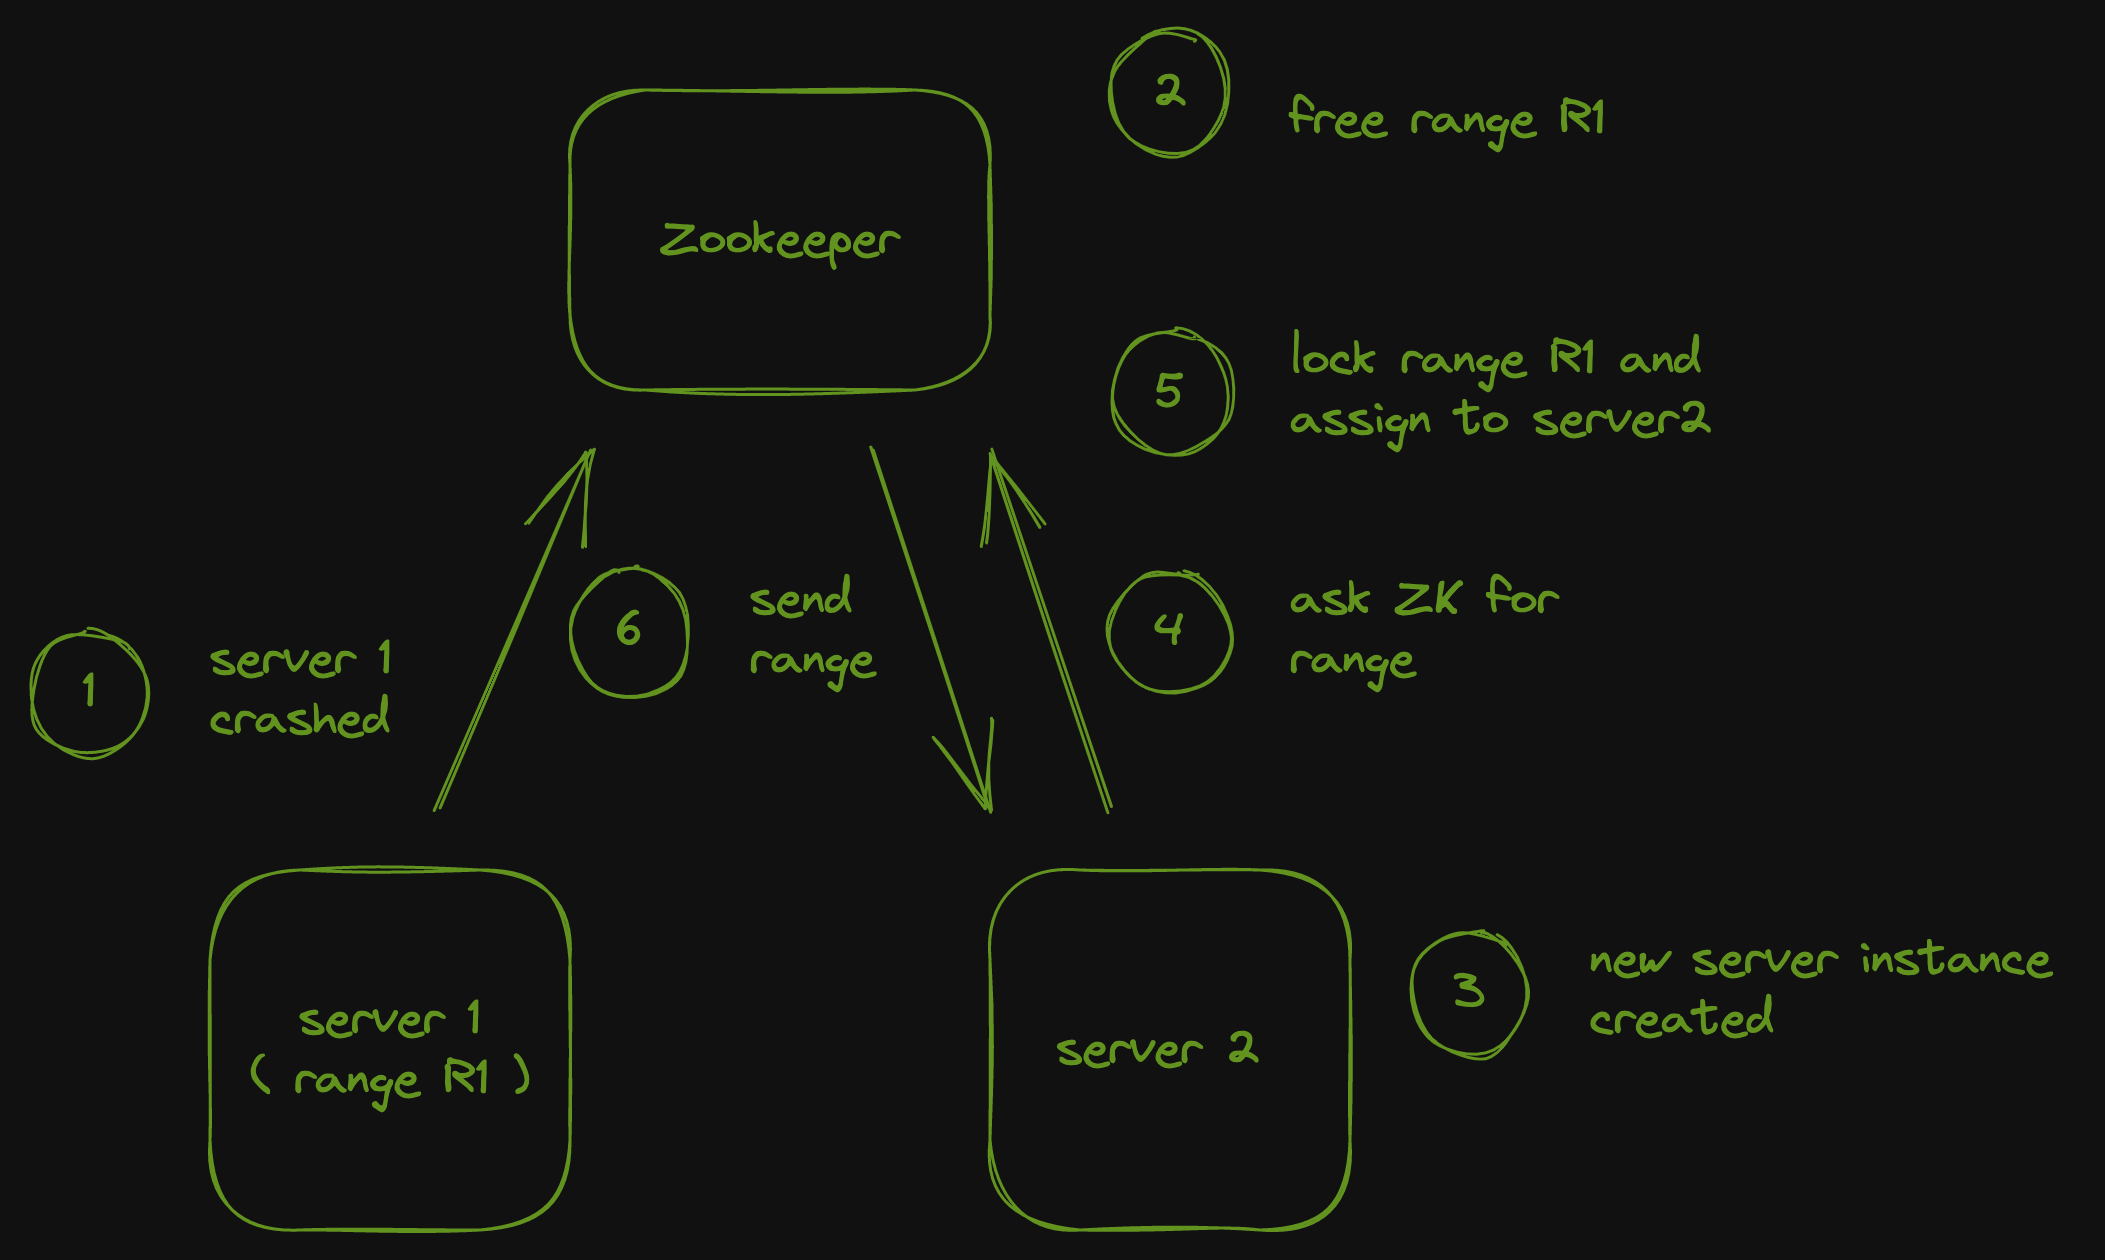 2
free range R1
Zookeeper
5
lock range R1 and
assign to server2
6
send
range
4
ask ZK for
range
1
server 1
crashed
server 1
( range R1 )
server 2
3
new server instance
created